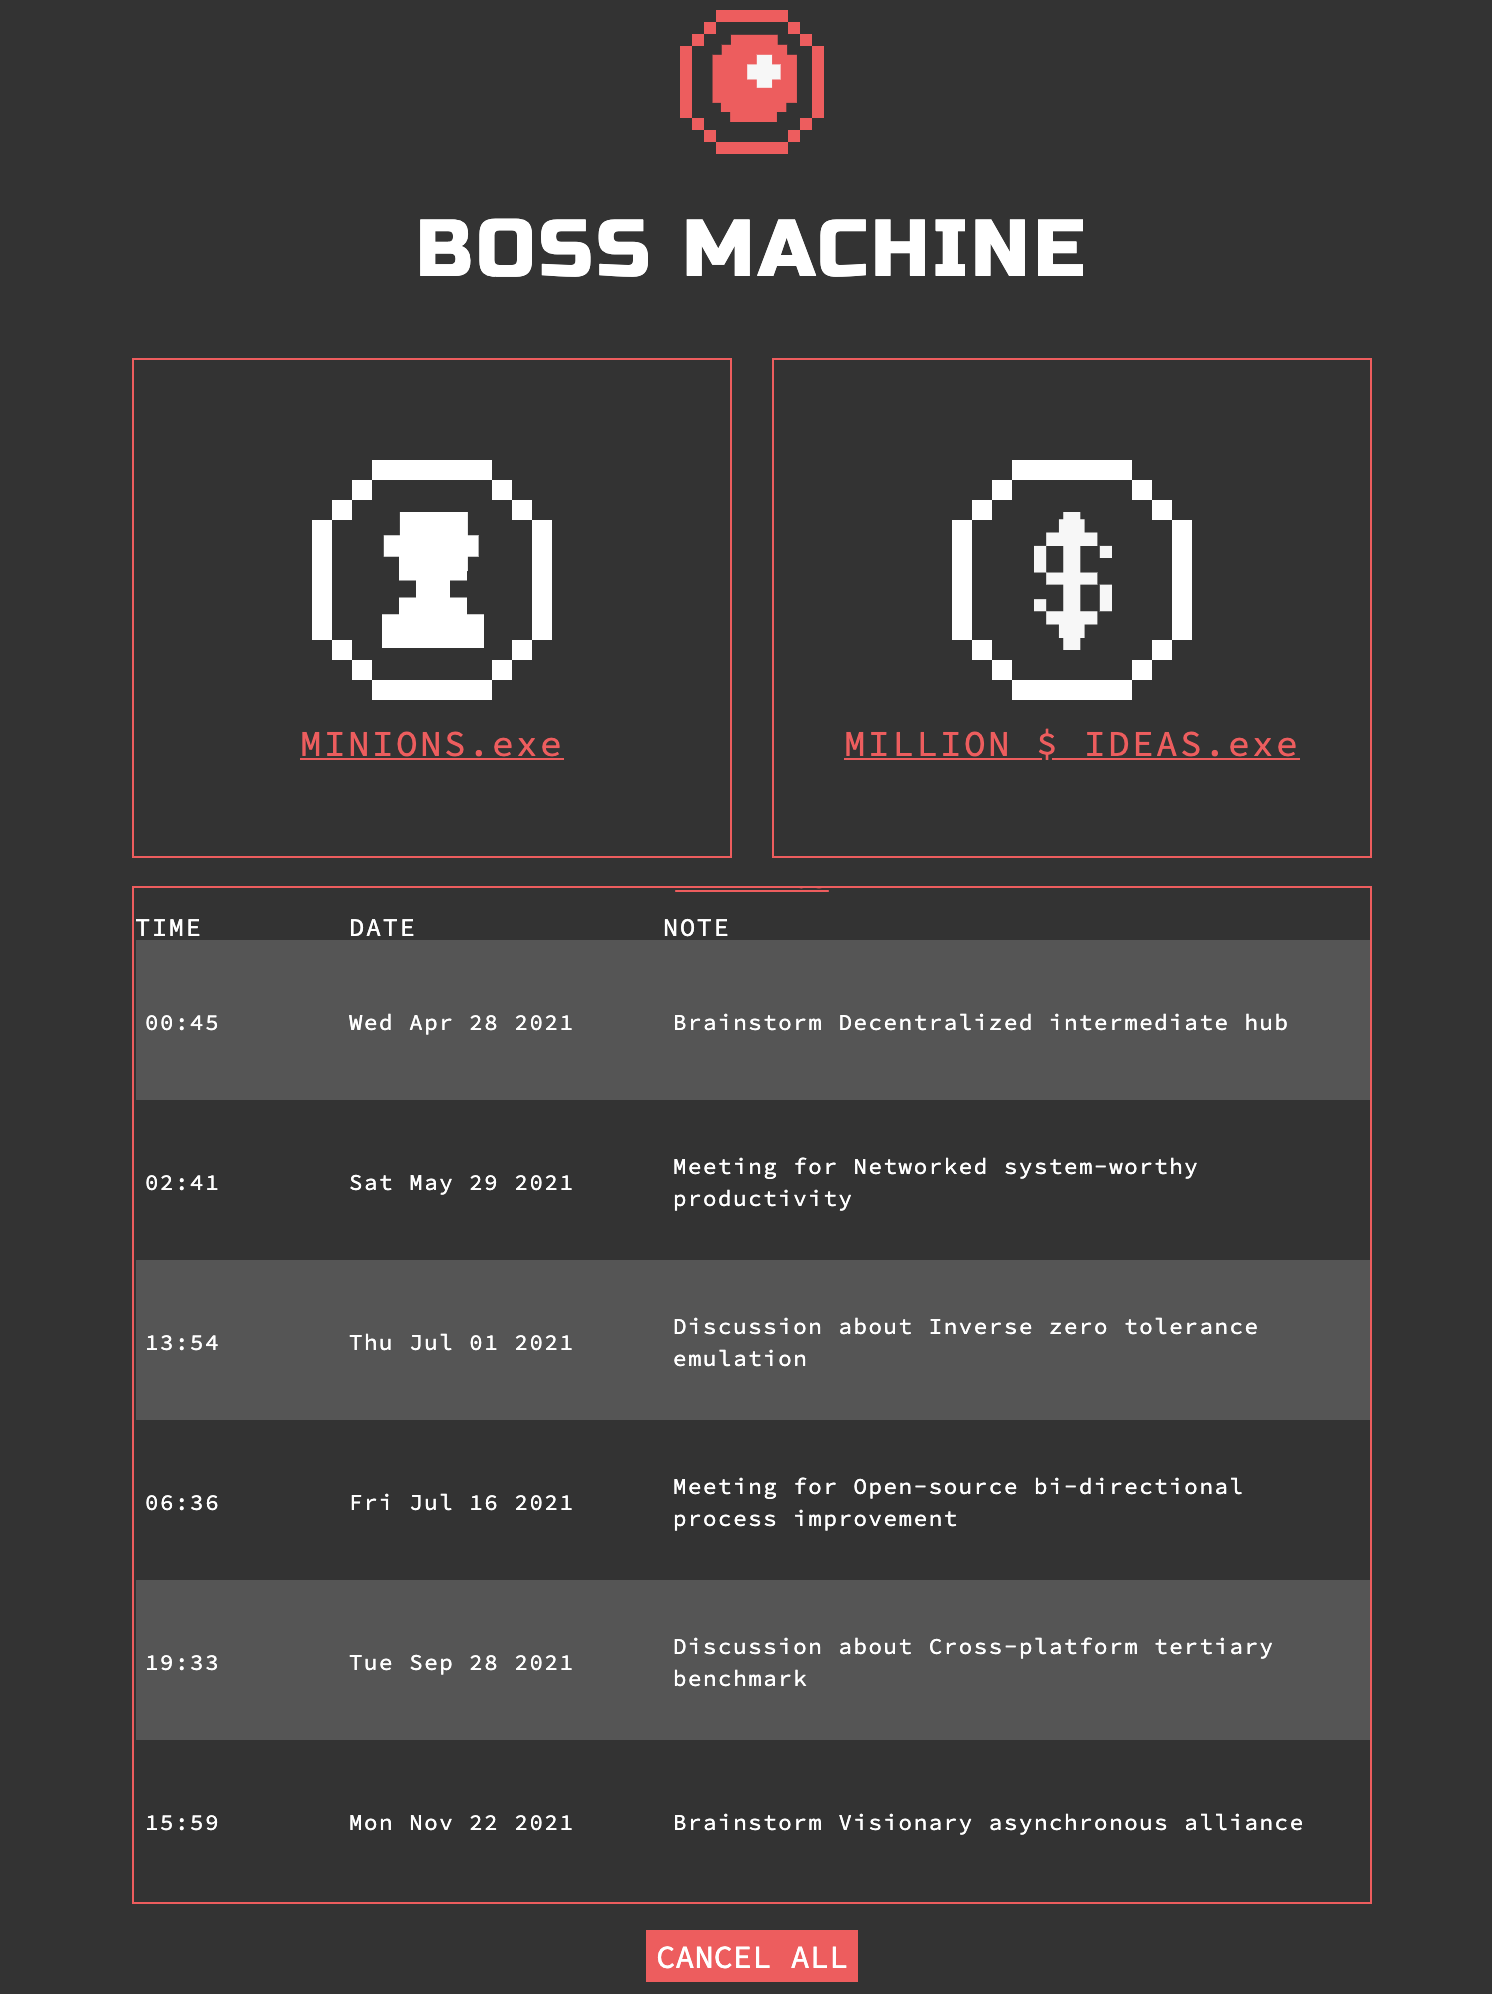 BOSS MACHINE
MINIONS.exe
MILLION $ IDEAS.exe
TIME DATE NOTE
00:45 Wed Apr 28 2021 Brainstorm Decentralized intermediate hub
02:41 Sat May 29 2021 Meeting for Networked system-worthy
productivity
13:54 Thu Jul 01 2021 Discussion about Inverse zero tolerance
emulation
06:36 Fri Jul 16 2021 Meeting for Open-source bi-directional
process improvement
19:33 Tue Sep 28 2021 Discussion about Cross-platform tertiary
benchmark
15:59 Mon Nov 22 2021 Brainstorm Visionary asynchronous alliance
CANCEL ALL